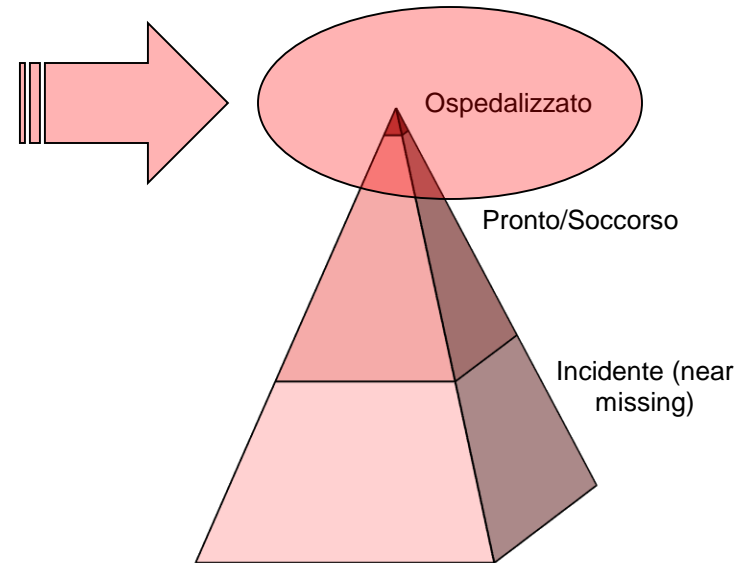 Ospedalizzato
Pronto/Soccorso
Incidente (near
missing)